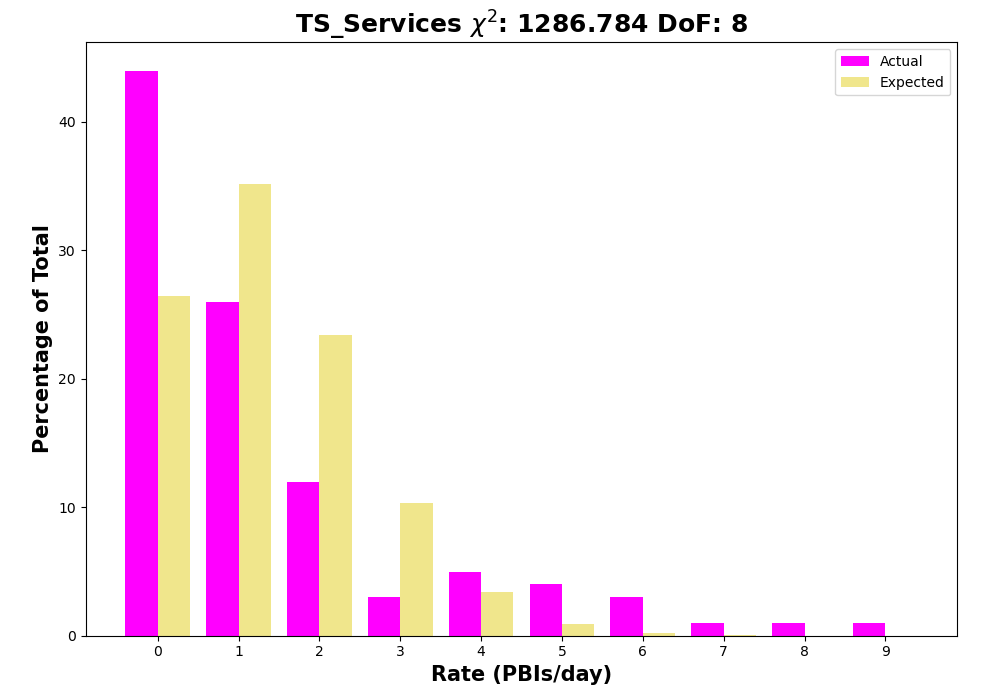 TS_Services χ²: 1286.784 DoF: 8
Actual
Expected
Percentage of Total
40
30
20
10
0
0 1 2 3 4 5 6 7 8 9
Rate (PBIs/day)